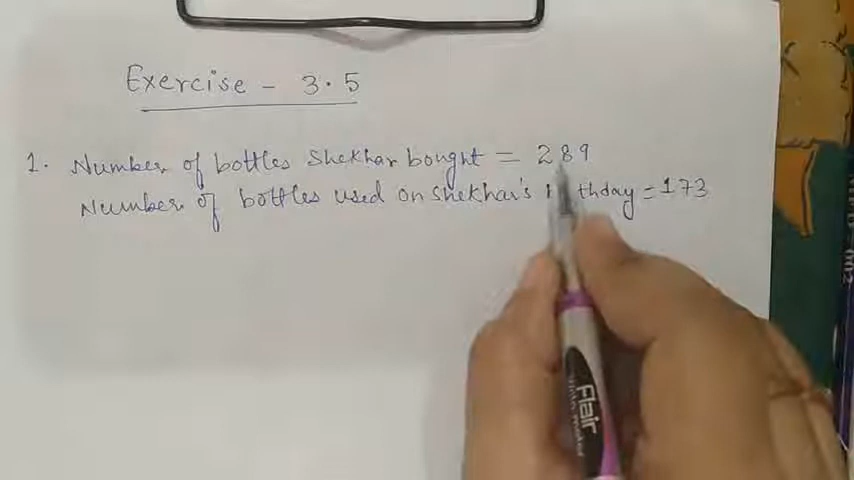 Exercise - 3.5
1. Number of bottles Shekhar bought = 289
Number of bottles used on Shekhar's = 173
Flair